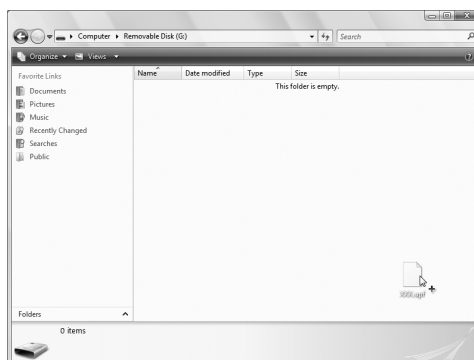 Computer Removable Disk (G:) Search
Organize Views
Favorite Links
Name Date modified Type Size
This folder is empty.
Documents
Pictures
Music
Recently Changed
Searches
Public
Folders
0 items